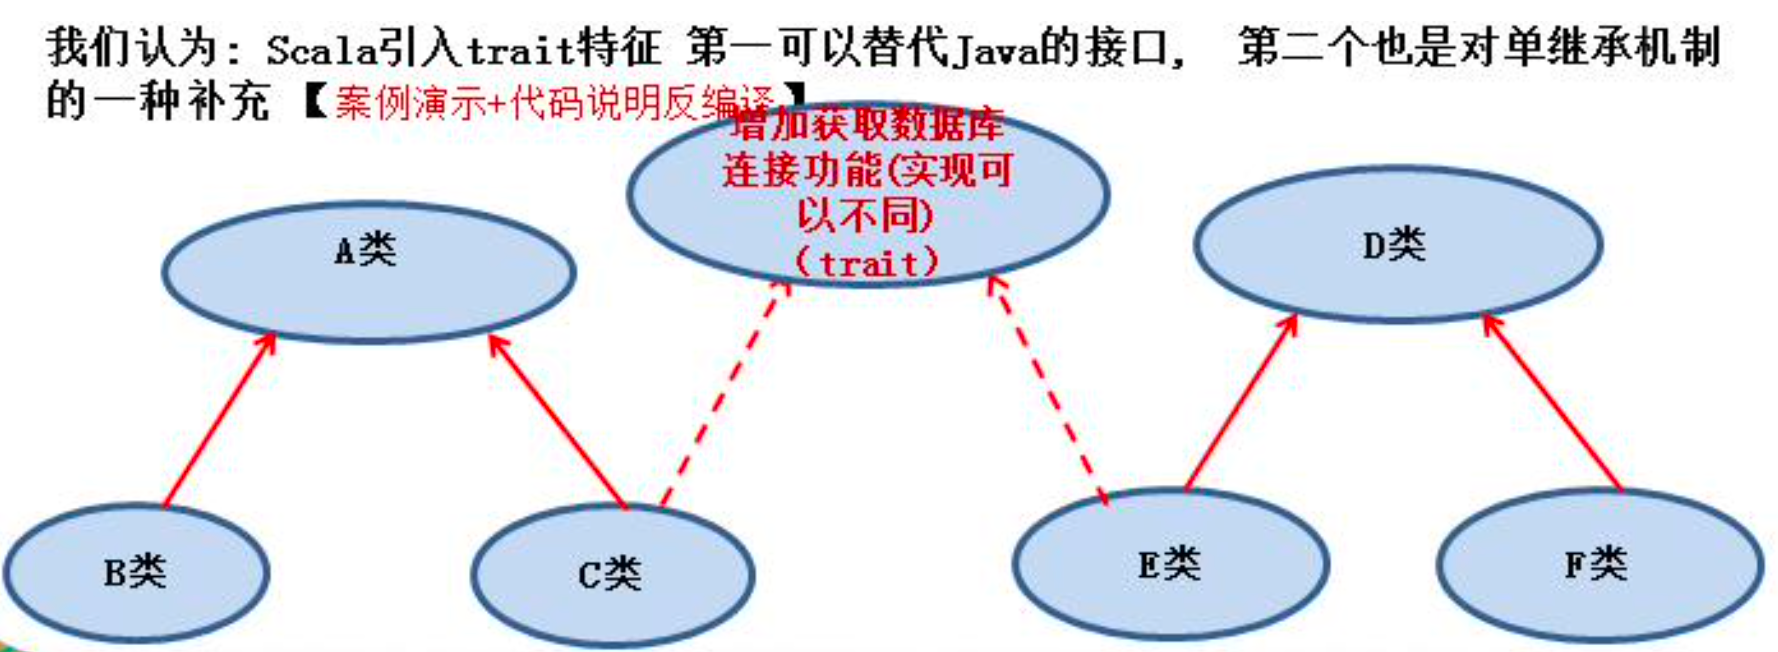 我们认为: Scala引入trait特征 第一可以替代Java的接口, 第二个也是对单继承机制
的一种补充 【案例演示+代码说明反编译】
增加获取数据库
连接功能(实现可
以不同)
(trait)
A类
D类
B类
C类
E类
F类